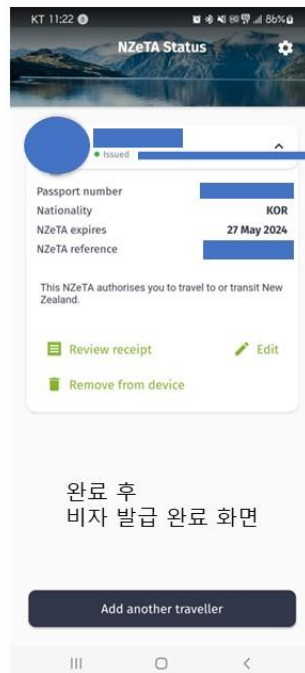 KT 11:22
86%
NZeTA Status
Issued
Passport number
Nationality KOR
NZeTA expires 27 May 2024
NZeTA reference
This NZeTA authorises you to travel to or transit New
Zealand.
Review receipt Edit
Remove from device
완료 후
비자 발급 완료 화면
Add another traveller